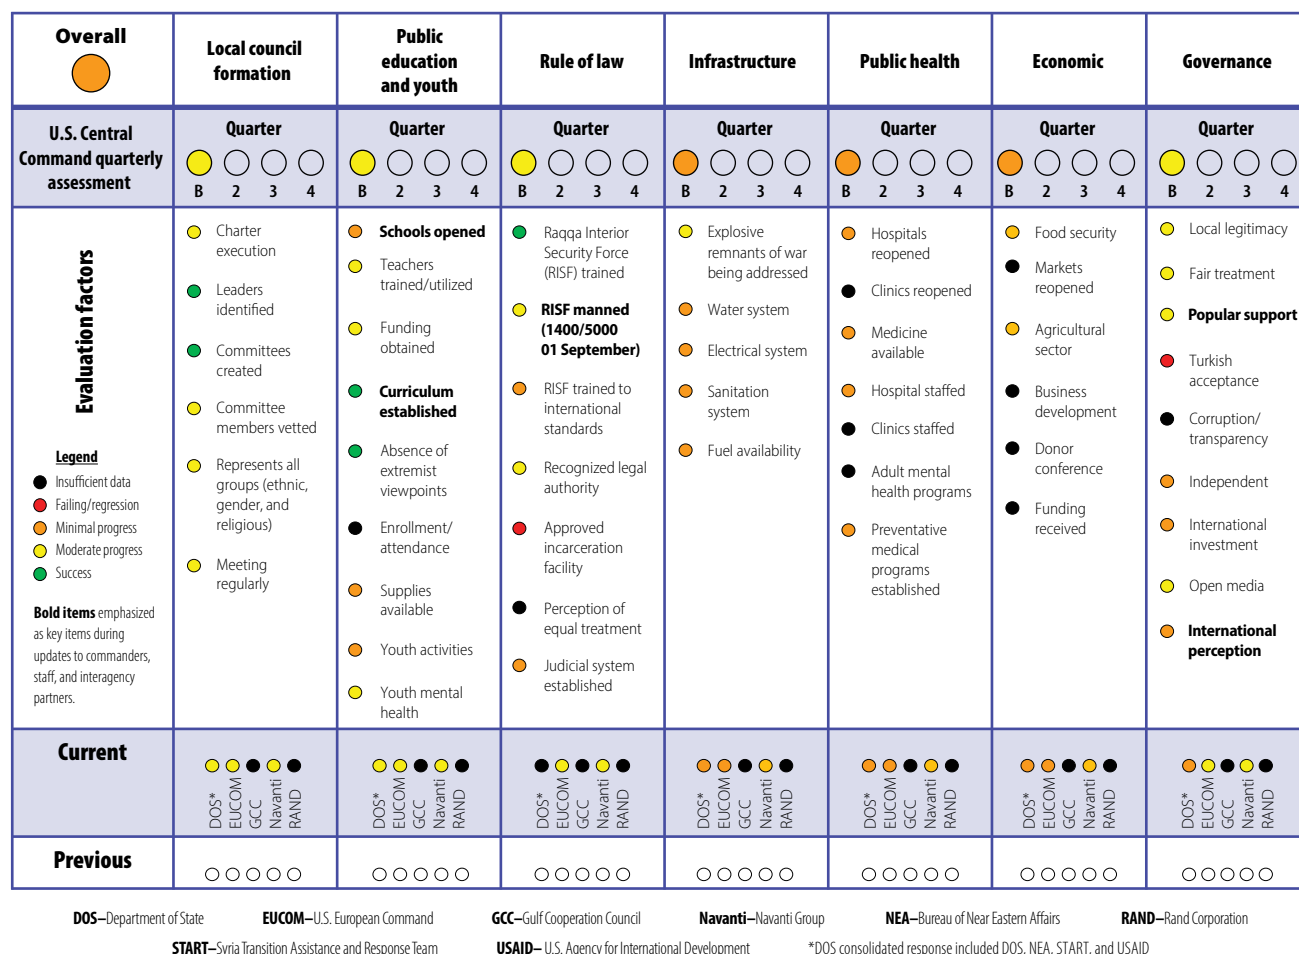 Overall
Local council
formation
Public
education
and youth
Rule of law
Infrastructure
Public health
Economic
Governance
U.S. Central
Command quarterly
assessment
Quarter
B 2 3 4
Quarter
B 2 3 4
Quarter
B 2 3 4
Quarter
B 2 3 4
Quarter
B 2 3 4
Quarter
B 2 3 4
Quarter
B 2 3 4
Evaluation factors
Legend
Insufficient data
Failing/regression
Minimal progress
Moderate progress
Success
Bold items emphasized
as key items during
updates to commanders,
staff, and interagency
partners.
Charter
execution
Leaders
identified
Committees
created
Committee
members vetted
Represents all
groups (ethnic,
gender, and
religious)
Meeting
regularly
Schools opened
Teachers
trained/utilized
Funding
obtained
Curriculum
established
Absence of
extremist
viewpoints
Enrollment/
attendance
Supplies
available
Youth activities
Youth mental
health
Raqqa Interior
Security Force
(RISF) trained
RISF manned
(1400/5000
01 September)
RISF trained to
international
standards
Recognized legal
authority
Approved
incarceration
facility
Perception of
equal treatment
Judicial system
established
Explosive
remnants of war
being addressed
Water system
Electrical system
Sanitation
system
Fuel availability
Hospitals
reopened
Clinics reopened
Medicine
available
Hospital staffed
Clinics staffed
Adult mental
health programs
Preventative
medical
programs
established
Food security
Markets
reopened
Agricultural
sector
Business
development
Donor
conference
Funding
received
Local legitimacy
Fair treatment
Popular support
Turkish
acceptance
Corruption/
transparency
Independent
International
investment
Open media
International
perception
Current
DOS*
EUCOM
GCC
Navanti
RAND
DOS*
EUCOM
GCC
Navanti
RAND
DOS*
EUCOM
GCC
Navanti
RAND
DOS*
EUCOM
GCC
Navanti
RAND
DOS*
EUCOM
GCC
Navanti
RAND
DOS*
EUCOM
GCC
Navanti
RAND
DOS*
EUCOM
GCC
Navanti
RAND
Previous
DOS—Department of State EUCOM—U.S. European Command GCC—Gulf Cooperation Council Navanti—Navanti Group NEA—Bureau of Near Eastern Affairs RAND—Rand Corporation
START—Syria Transition Assistance and Response Team USAID— U.S. Agency for International Development *DOS consolidated response included DOS, NEA, START, and USAID